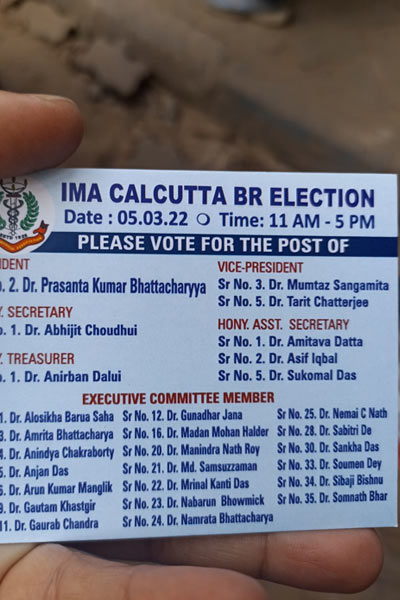 IMA CALCUTTA BR ELECTION
Date : 05.03.22 Time: 11 AM - 5 PM
PLEASE VOTE FOR THE POST OF
IDENT
o. 2. Dr. Prasanta Kumar Bhattacharyya
Y. SECRETARY
o. 1. Dr. Abhijit Choudhui
Y. TREASURER
o. 1. Dr. Anirban Dalui
VICE-PRESIDENT
Sr No. 3. Dr. Mumtaz Sangamita
Sr No. 5. Dr. Tarit Chatterjee
HONY. ASST. SECRETARY
Sr No. 1. Dr. Amitava Datta
Sr No. 2. Dr. Asif Iqbal
Sr No. 5. Dr. Sukomal Das
EXECUTIVE COMMITTEE MEMBER
1. Dr. Alosikha Barua Saha
3. Dr. Amrita Bhattacharya
4. Dr. Anindya Chakraborty
5. Dr. Anjan Das
6. Dr. Arun Kumar Manglik
9. Dr. Gautam Khastgir
11. Dr. Gaurab Chandra
Sr No. 12. Dr. Gunadhar Jana
Sr No. 16. Dr. Madan Mohan Halder
Sr No. 20. Dr. Manindra Nath Roy
Sr No. 21. Dr. Md. Samsuzzaman
Sr No. 22. Dr. Mrinal Kanti Das
Sr No. 23. Dr. Nabarun Bhowmick
Sr No. 24. Dr. Namrata Bhattacharya
Sr No. 25. Dr. Nemai C Nath
Sr No. 28. Dr. Sabitri De
Sr No. 30. Dr. Sankha Das
Sr No. 33. Dr. Soumen Dey
Sr No. 34. Dr. Sibaji Bishnu
Sr No. 35. Dr. Somnath Bhar